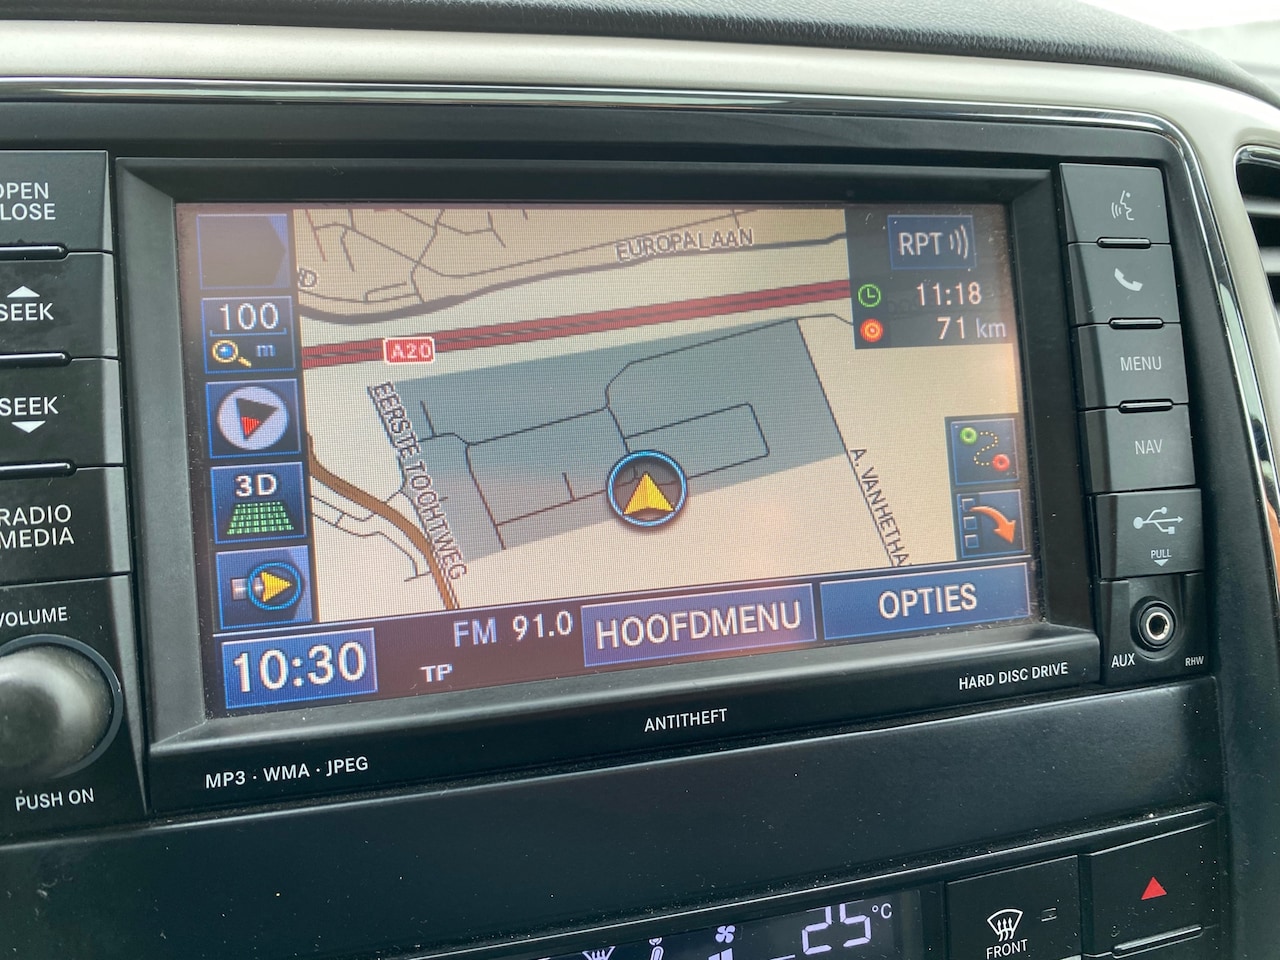 OPEN
CLOSE
SEEK
SEEK
RADIO
MEDIA
VOLUME
PUSH ON
100
m
3D
EUROPALAAN
A20
EERSTE TOCHTWEG
A. VANHETHA
RPT
11:18
71 km
10:30
FM 91.0
TP
HOOFDMENU
OPTIES
MENU
NAV
PULL
AUX
RHW
HARD DISC DRIVE
ANTITHEFT
MP3 · WMA · JPEG
25 °C
FRONT